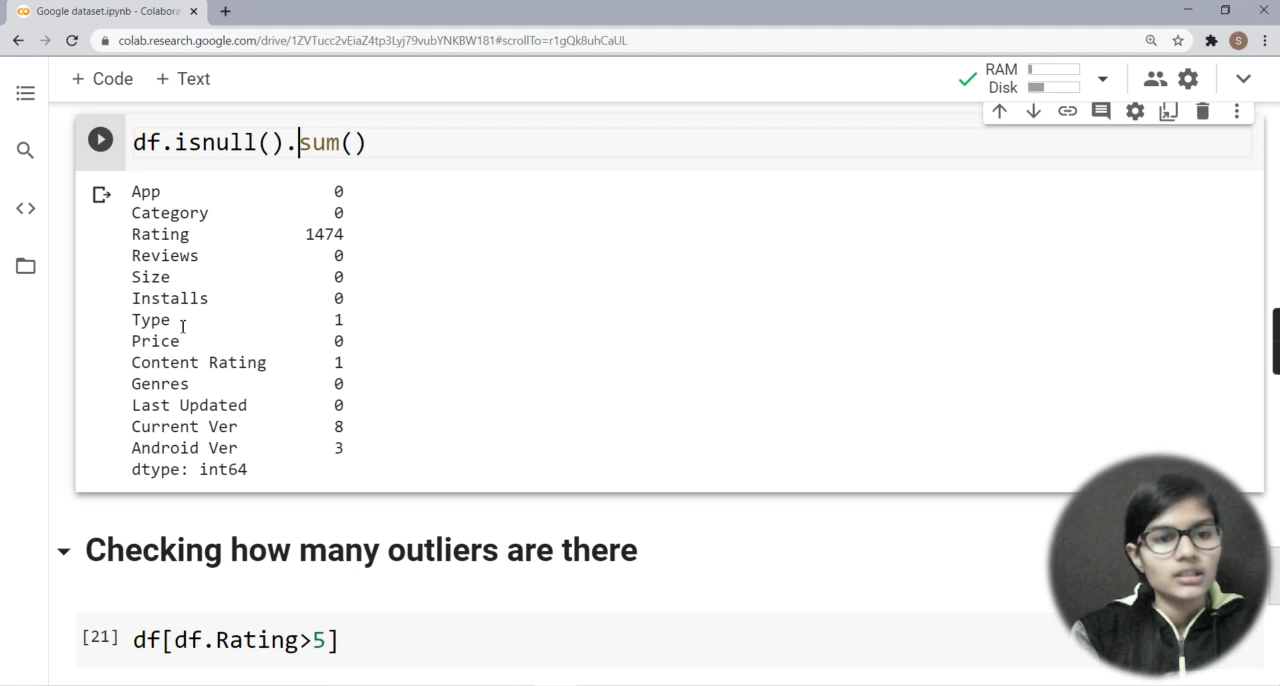 Google dataset.ipynb - Colabora
colab.research.google.com/drive/1ZVTucc2vEiaZ4tp3Lyj79vubYNKBW181#scrollTo=r1gQk8uhCaUL
S
+ Code + Text
RAM
Disk
df.isnull().sum()
App 0
Category 0
Rating 1474
Reviews 0
Size 0
Installs 0
Type 1
Price 0
Content Rating 1
Genres 0
Last Updated 0
Current Ver 8
Android Ver 3
dtype: int64
Checking how many outliers are there
[21] df[df.Rating>5]